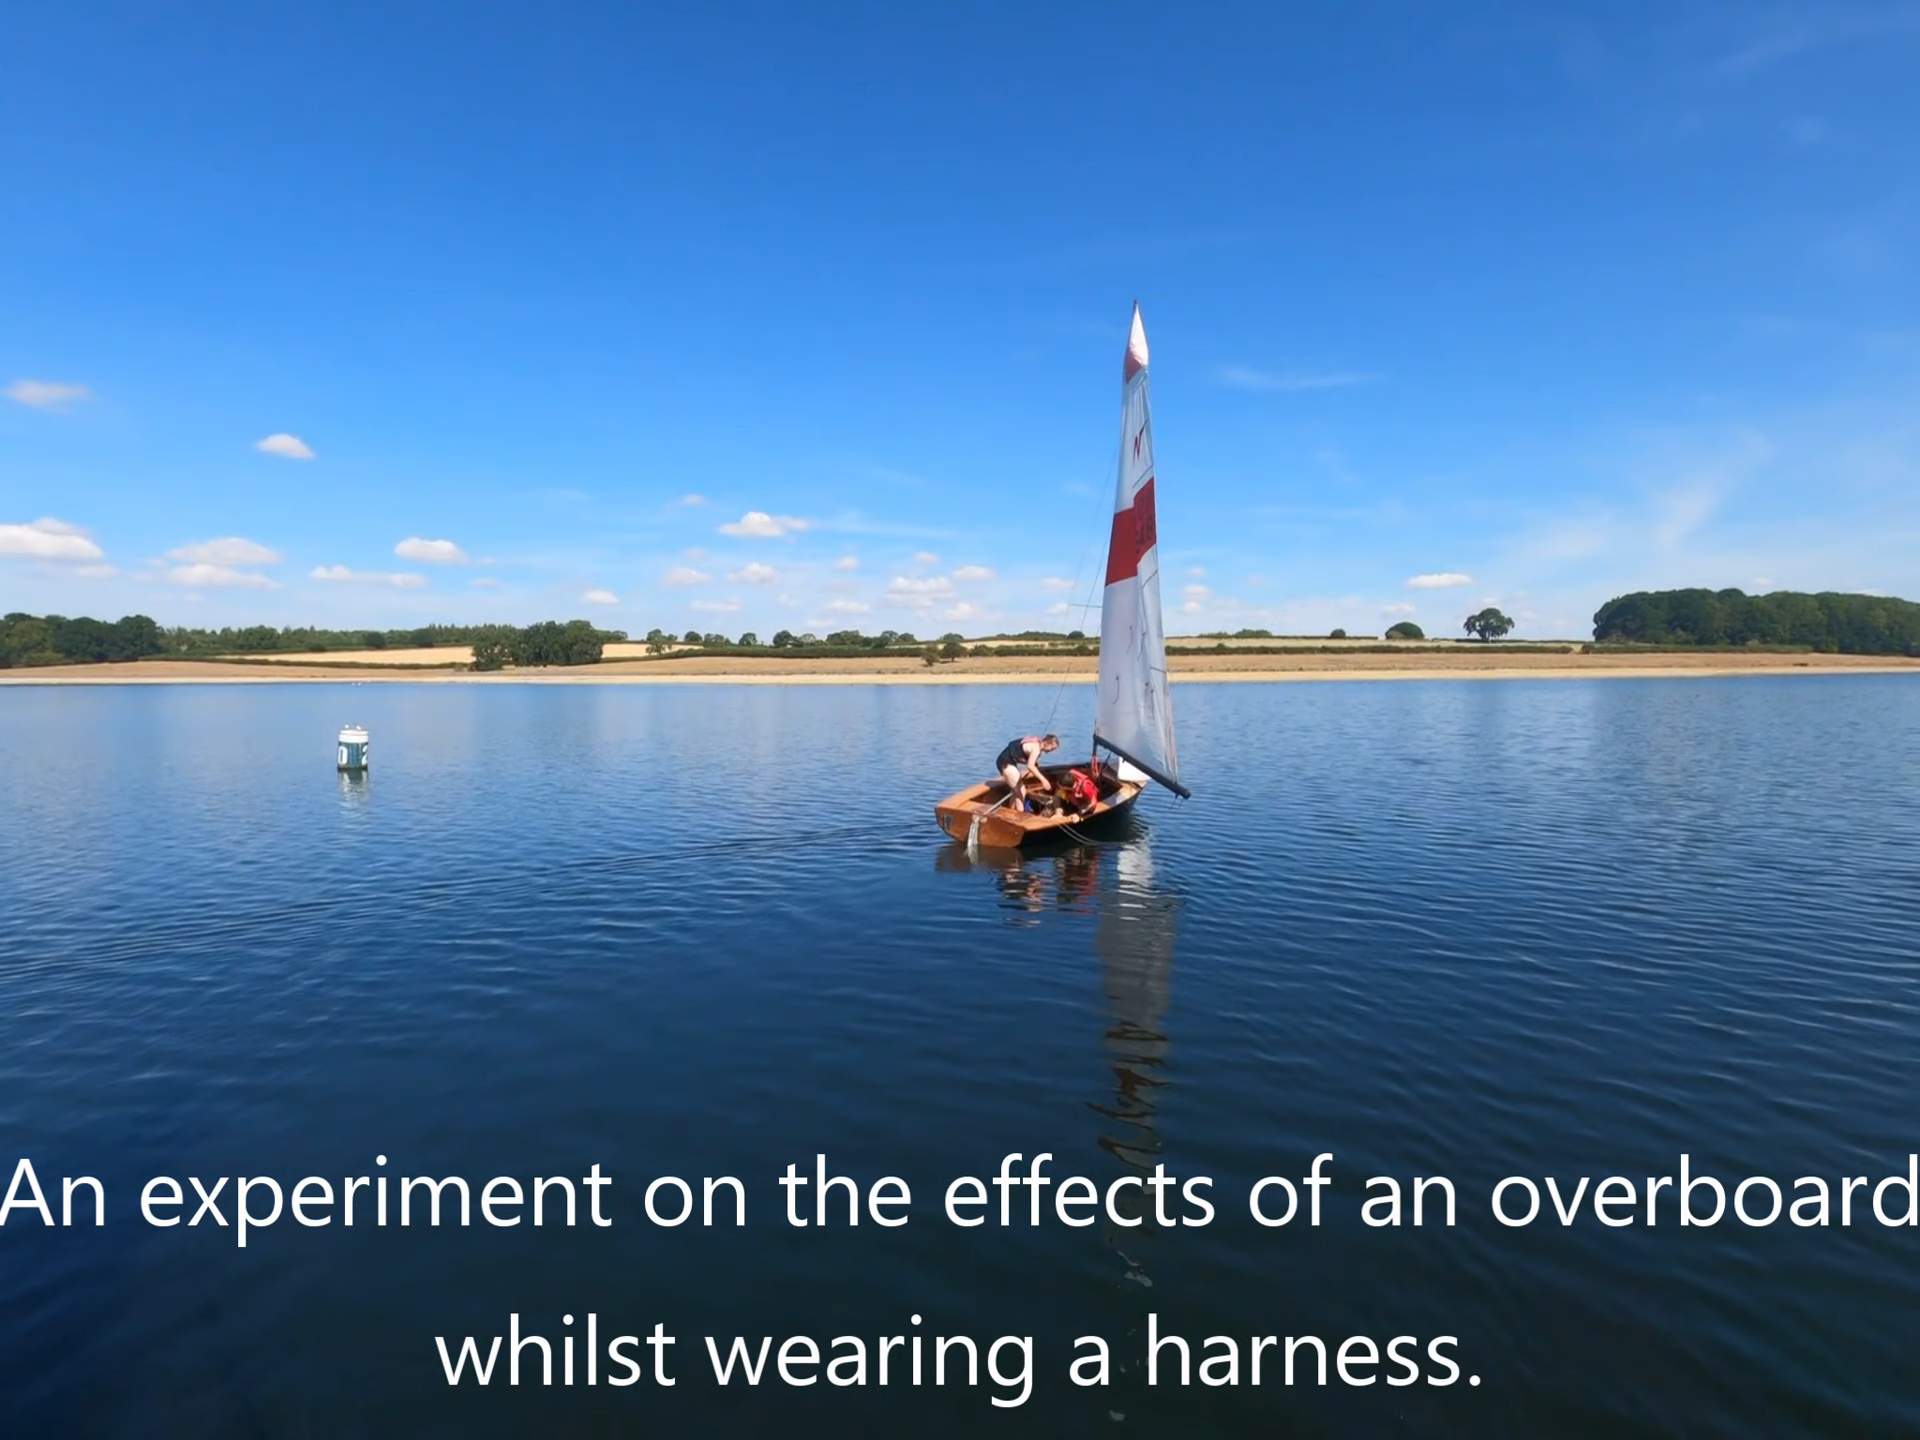 An experiment on the effects of an overboard
whilst wearing a harness.
N